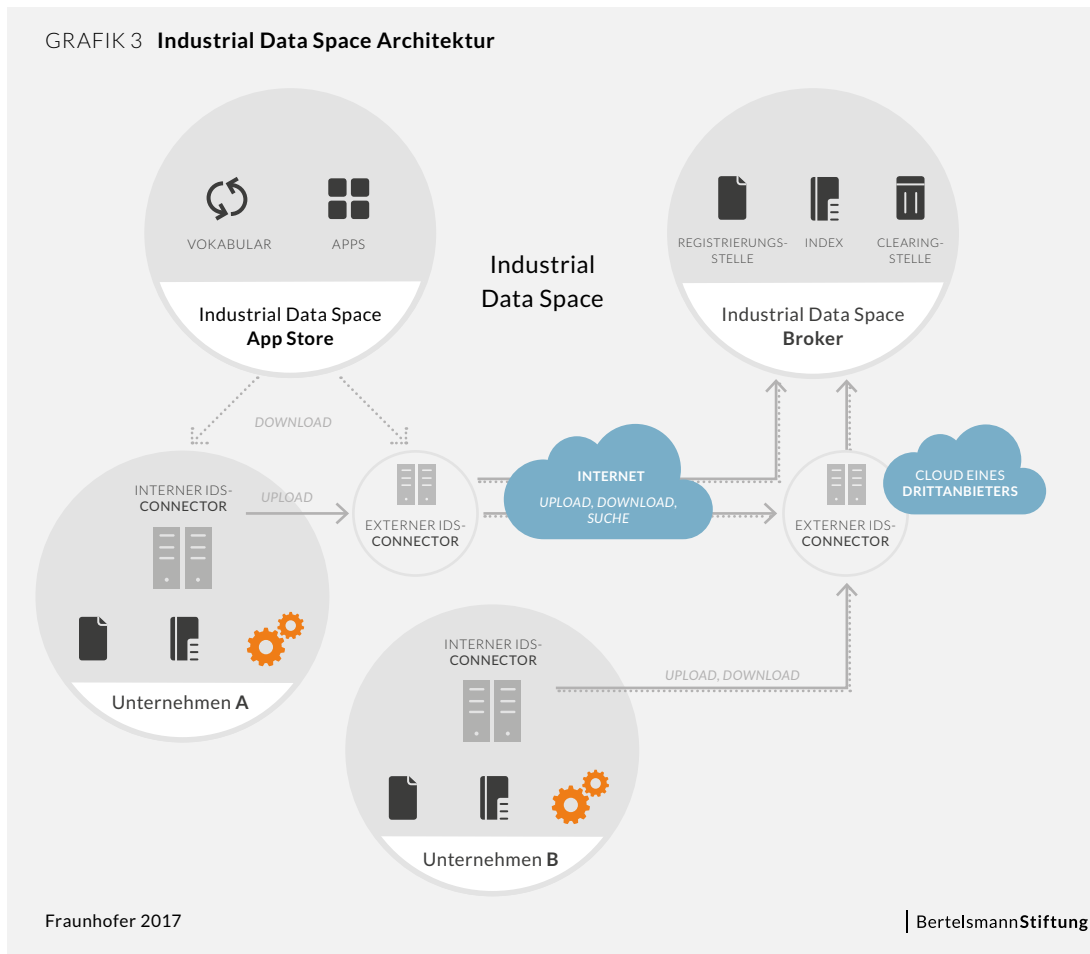 GRAFIK 3 Industrial Data Space Architektur
VOKABULAR
APPS
Industrial Data Space
App Store
Industrial
Data Space
REGISTRIERUNGS-
STELLE
INDEX
CLEARING-
STELLE
Industrial Data Space
Broker
DOWNLOAD
INTERNER IDS-
CONNECTOR
UPLOAD
EXTERNER IDS-
CONNECTOR
INTERNET
UPLOAD, DOWNLOAD,
SUCHE
EXTERNER IDS-
CONNECTOR
CLOUD EINES
DRITTANBIETERS
Unternehmen A
INTERNER IDS-
CONNECTOR
UPLOAD, DOWNLOAD
Unternehmen B
Fraunhofer 2017
BertelsmannStiftung